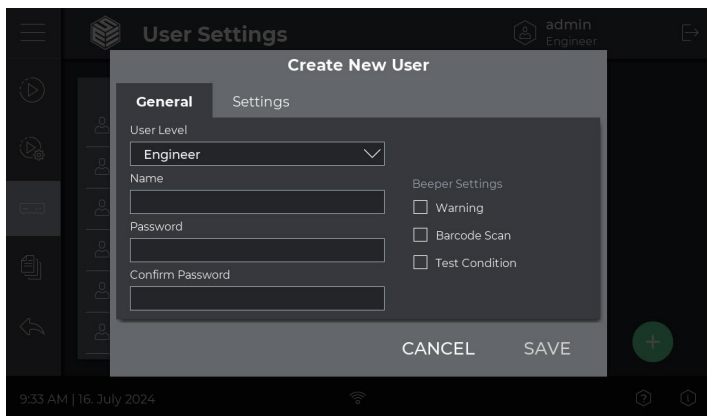 User Settings
admin
Engineer
Create New User
General
Settings
User Level
Engineer
Name
Password
Confirm Password
Beeper Settings
Warning
Barcode Scan
Test Condition
CANCEL
SAVE
9:33 AM | 16. July 2024